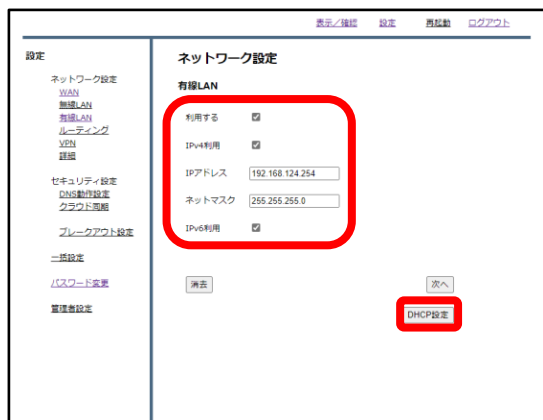 表示/確認 設定 再起動 ログアウト
設定
ネットワーク設定
WAN
無線LAN
有線LAN
ルーティング
VPN
詳細
セキュリティ設定
DNS動作設定
クラウド同期
ブレークアウト設定
一括設定
パスワード変更
管理者設定
ネットワーク設定
有線LAN
利用する
IPv4利用
IPアドレス 192.168.124.254
ネットマスク 255.255.255.0
IPv6利用
消去 次へ
DHCP設定